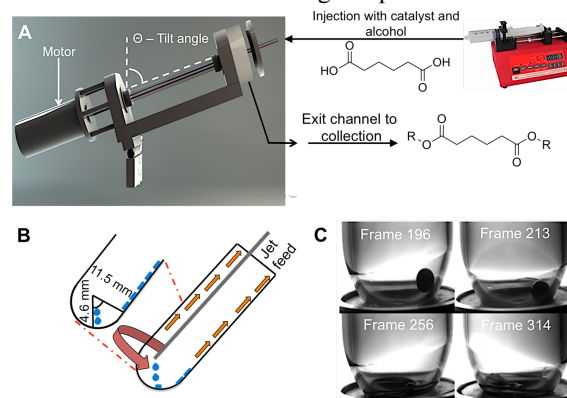 Injection with catalyst and
alcohol
A
Θ – Tilt angle
Motor
HO
O
OH
O
Exit channel to
collection
R
O
O
O
O
R
B
11.5 mm
4.6 mm
Jet
feed
C
Frame 196
Frame 213
Frame 256
Frame 314